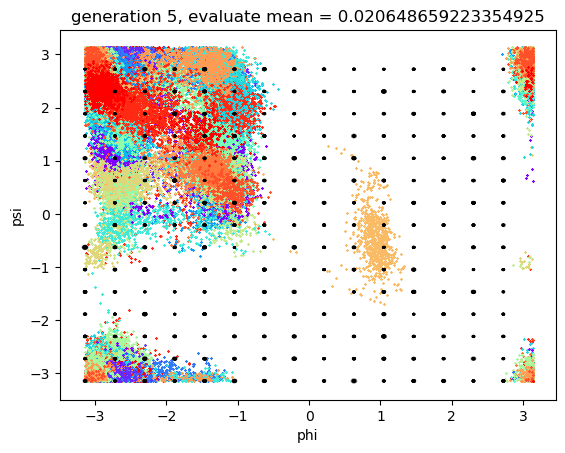 generation 5, evaluate mean = 0.020648659223354925
3
2
1
0
−1
−2
−3
psi
−3 −2 −1 0 1 2 3
phi